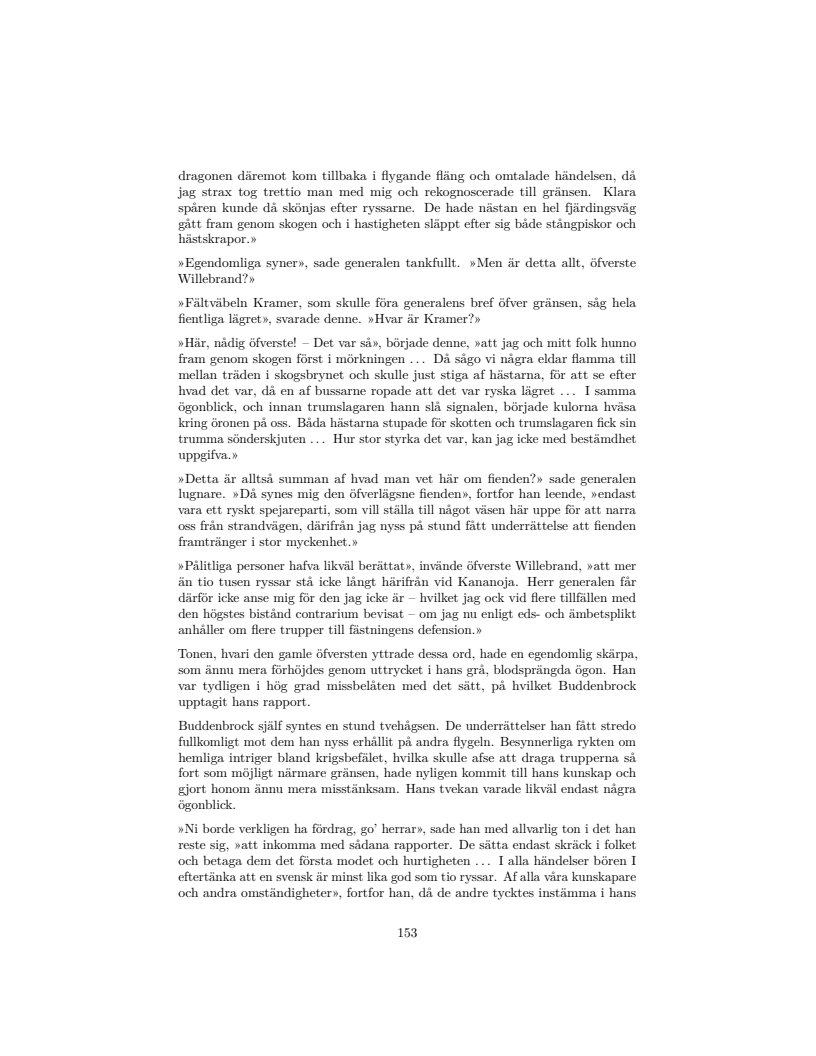 dragonen däremot kom tillbaka i flygande fläng och omtalade händelsen, då
jag strax tog trettio man med mig och rekognoscerade till gränsen. Klara
spåren kunde då skönjas efter ryssarne. De hade nästan en hel fjärdingsväg
gått fram genom skogen och i hastigheten släppt efter sig både stångpiskor och
hästskrapor.»
»Egendomliga syner», sade generalen tankfullt. »Men är detta allt, öfverste
Willebrand?»
»Fältväbeln Kramer, som skulle föra generalens bref öfver gränsen, såg hela
fientliga lägret», svarade denne. »Hvar är Kramer?»
»Här, nådig öfverste! – Det var så», började denne, »att jag och mitt folk hunno
fram genom skogen först i mörkningen ... Då sågo vi några eldar flamma till
mellan träden i skogsbrynet och skulle just stiga af hästarna, för att se efter
hvad det var, då en af bussarne ropade att det var ryska lägret ... I samma
ögonblick, och innan trumslagaren hann slå signalen, började kulorna hväsa
kring öronen på oss. Båda hästarna stupade för skotten och trumslagaren fick sin
trumma sönderskjuten ... Hur stor styrka det var, kan jag icke med bestämdhet
uppgifva.»
»Detta är alltså summan af hvad man vet här om fienden?» sade generalen
lugnare. »Då synes mig den öfverlägsne fienden», fortfor han leende, »endast
vara ett ryskt spejareparti, som vill ställa till något väsen här uppe för att narra
oss från strandvägen, därifrån jag nyss på stund fått underrättelse att fienden
framtränger i stor myckenhet.»
»Pålitliga personer hafva likväl berättat», invände öfverste Willebrand, »att mer
än tio tusen ryssar stå icke långt härifrån vid Kananoja. Herr generalen får
därför icke anse mig för den jag icke är – hvilket jag ock vid flere tillfällen med
den högstes bistånd contrarium bevisat – om jag nu enligt eds- och ämbetsplikt
anhåller om flere trupper till fästningens defension.»
Tonen, hvari den gamle öfversten yttrade dessa ord, hade en egendomlig skärpa,
som ännu mera förhöjdes genom uttrycket i hans grå, blodsprängda ögon. Han
var tydligen i hög grad missbelåten med det sätt, på hvilket Buddenbrock
upptagit hans rapport.
Buddenbrock själf syntes en stund tvehågsen. De underrättelser han fått stredo
fullkomligt mot dem han nyss erhållit på andra flygeln. Besynnerliga rykten om
hemliga intriger bland krigsbefälet, hvilka skulle afse att draga trupperna så
fort som möjligt närmare gränsen, hade nyligen kommit till hans kunskap och
gjort honom ännu mera misstänksam. Hans tvekan varade likväl endast några
ögonblick.
»Ni borde verkligen ha fördrag, go’ herrar», sade han med allvarlig ton i det han
reste sig, »att inkomma med sådana rapporter. De sätta endast skräck i folket
och betaga dem det första modet och hurtigheten ... I alla händelser bören I
eftertänka att en svensk är minst lika god som tio ryssar. Af alla våra kunskapare
och andra omständigheter», fortfor han, då de andre tycktes instämma i hans
153